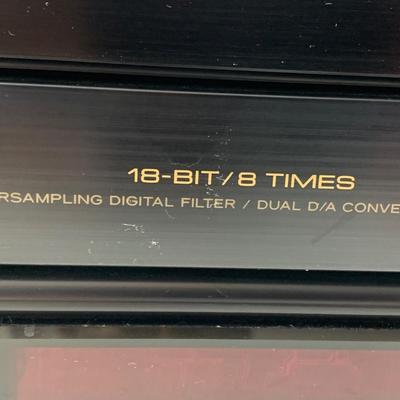 18-BIT/8 TIMES
RSAMPLING DIGITAL FILTER / DUAL D/A CONVE